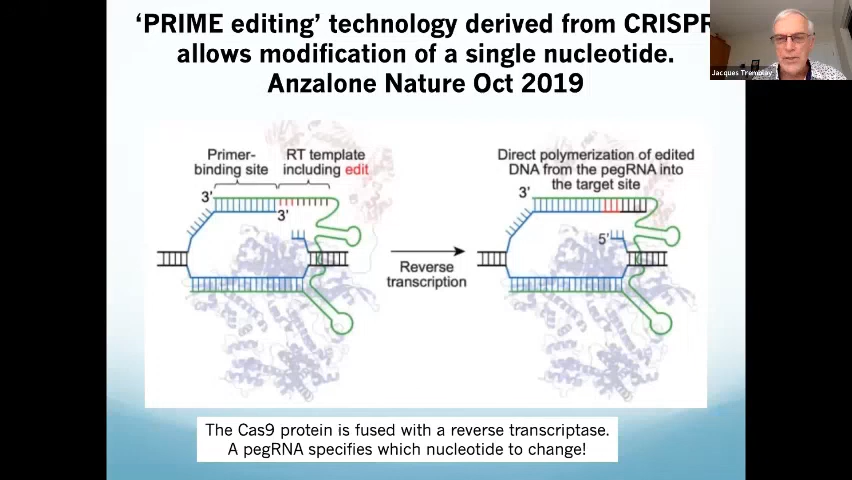 ‘PRIME editing’ technology derived from CRISPR
allows modification of a single nucleotide.
Anzalone Nature Oct 2019
Jacques Tremblay
Primer-
binding site
RT template
including edit
3’
3’
Reverse
transcription
Direct polymerization of edited
DNA from the pegRNA into
the target site
3’
5’
The Cas9 protein is fused with a reverse transcriptase.
A pegRNA specifies which nucleotide to change!